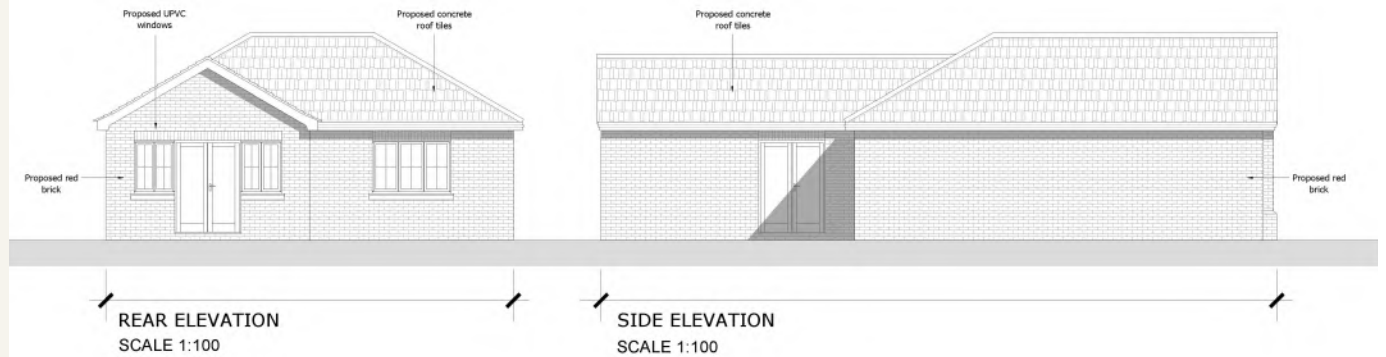 Proposed UPVC
windows
Proposed concrete
roof tiles
Proposed red
brick
REAR ELEVATION
SCALE 1:100
Proposed concrete
roof tiles
Proposed red
brick
SIDE ELEVATION
SCALE 1:100